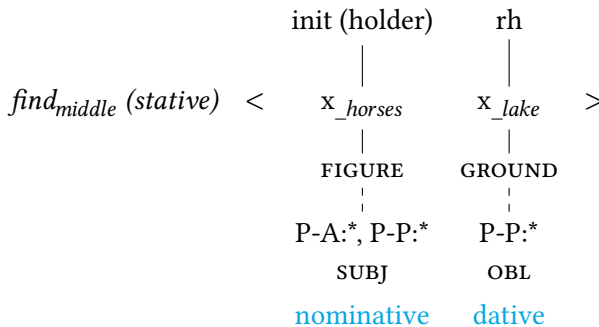 init (holder) rh
find_middle (stative) < x_horses x_lake >
FIGURE GROUND
P-A:*, P-P:* P-P:*
SUBJ OBL
nominative dative